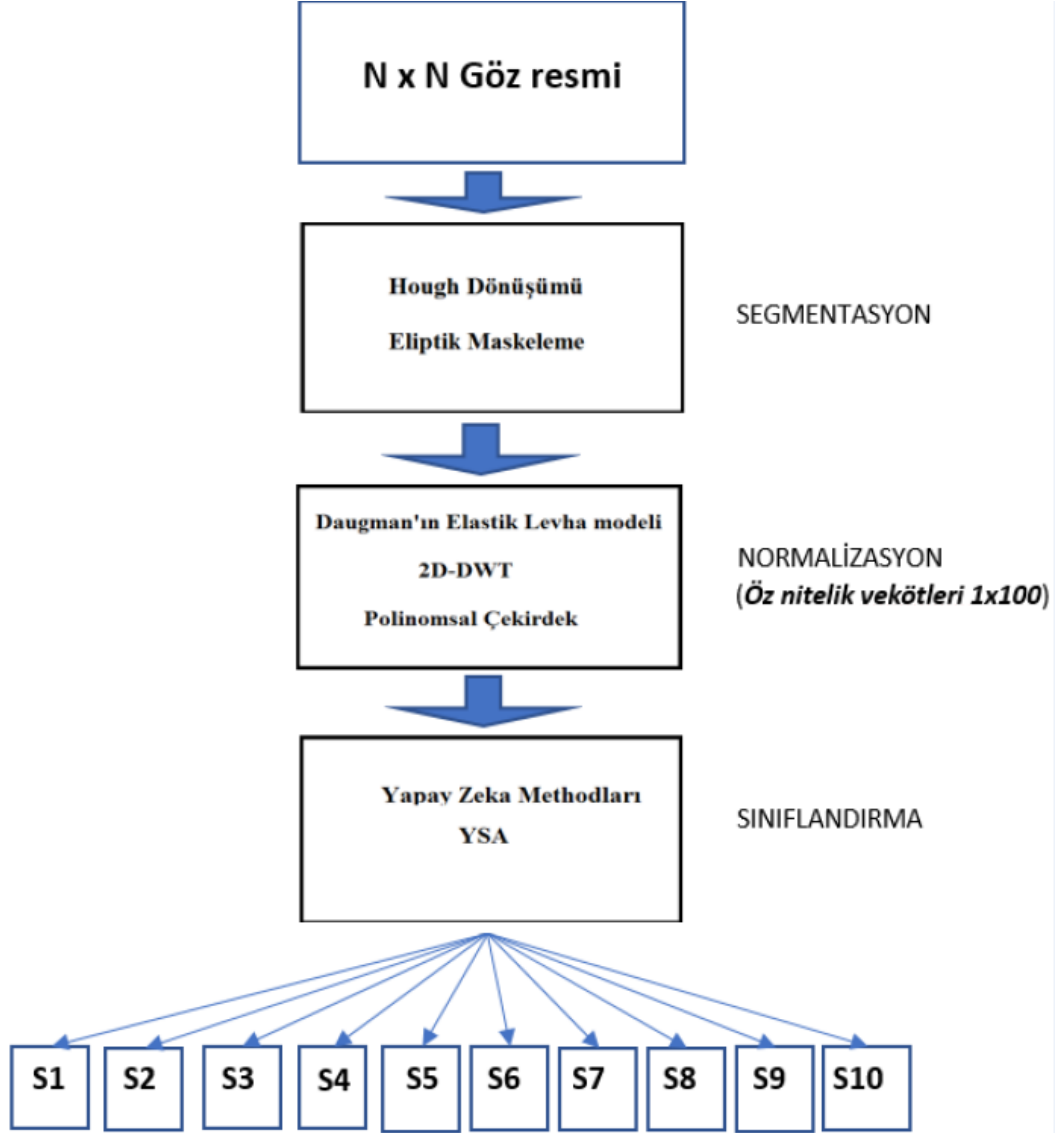 N x N Göz resmi
Hough Dönüşümü
Eliptik Maskeleme
SEGMENTASYON
Daugman'ın Elastik Levha modeli
2D-DWT
Polinomsal Çekirdek
NORMALİZASYON
(Öz nitelik vekötleri 1x100)
Yapay Zeka Methodları
YSA
SINIFLANDIRMA
S1 S2 S3 S4 S5 S6 S7 S8 S9 S10